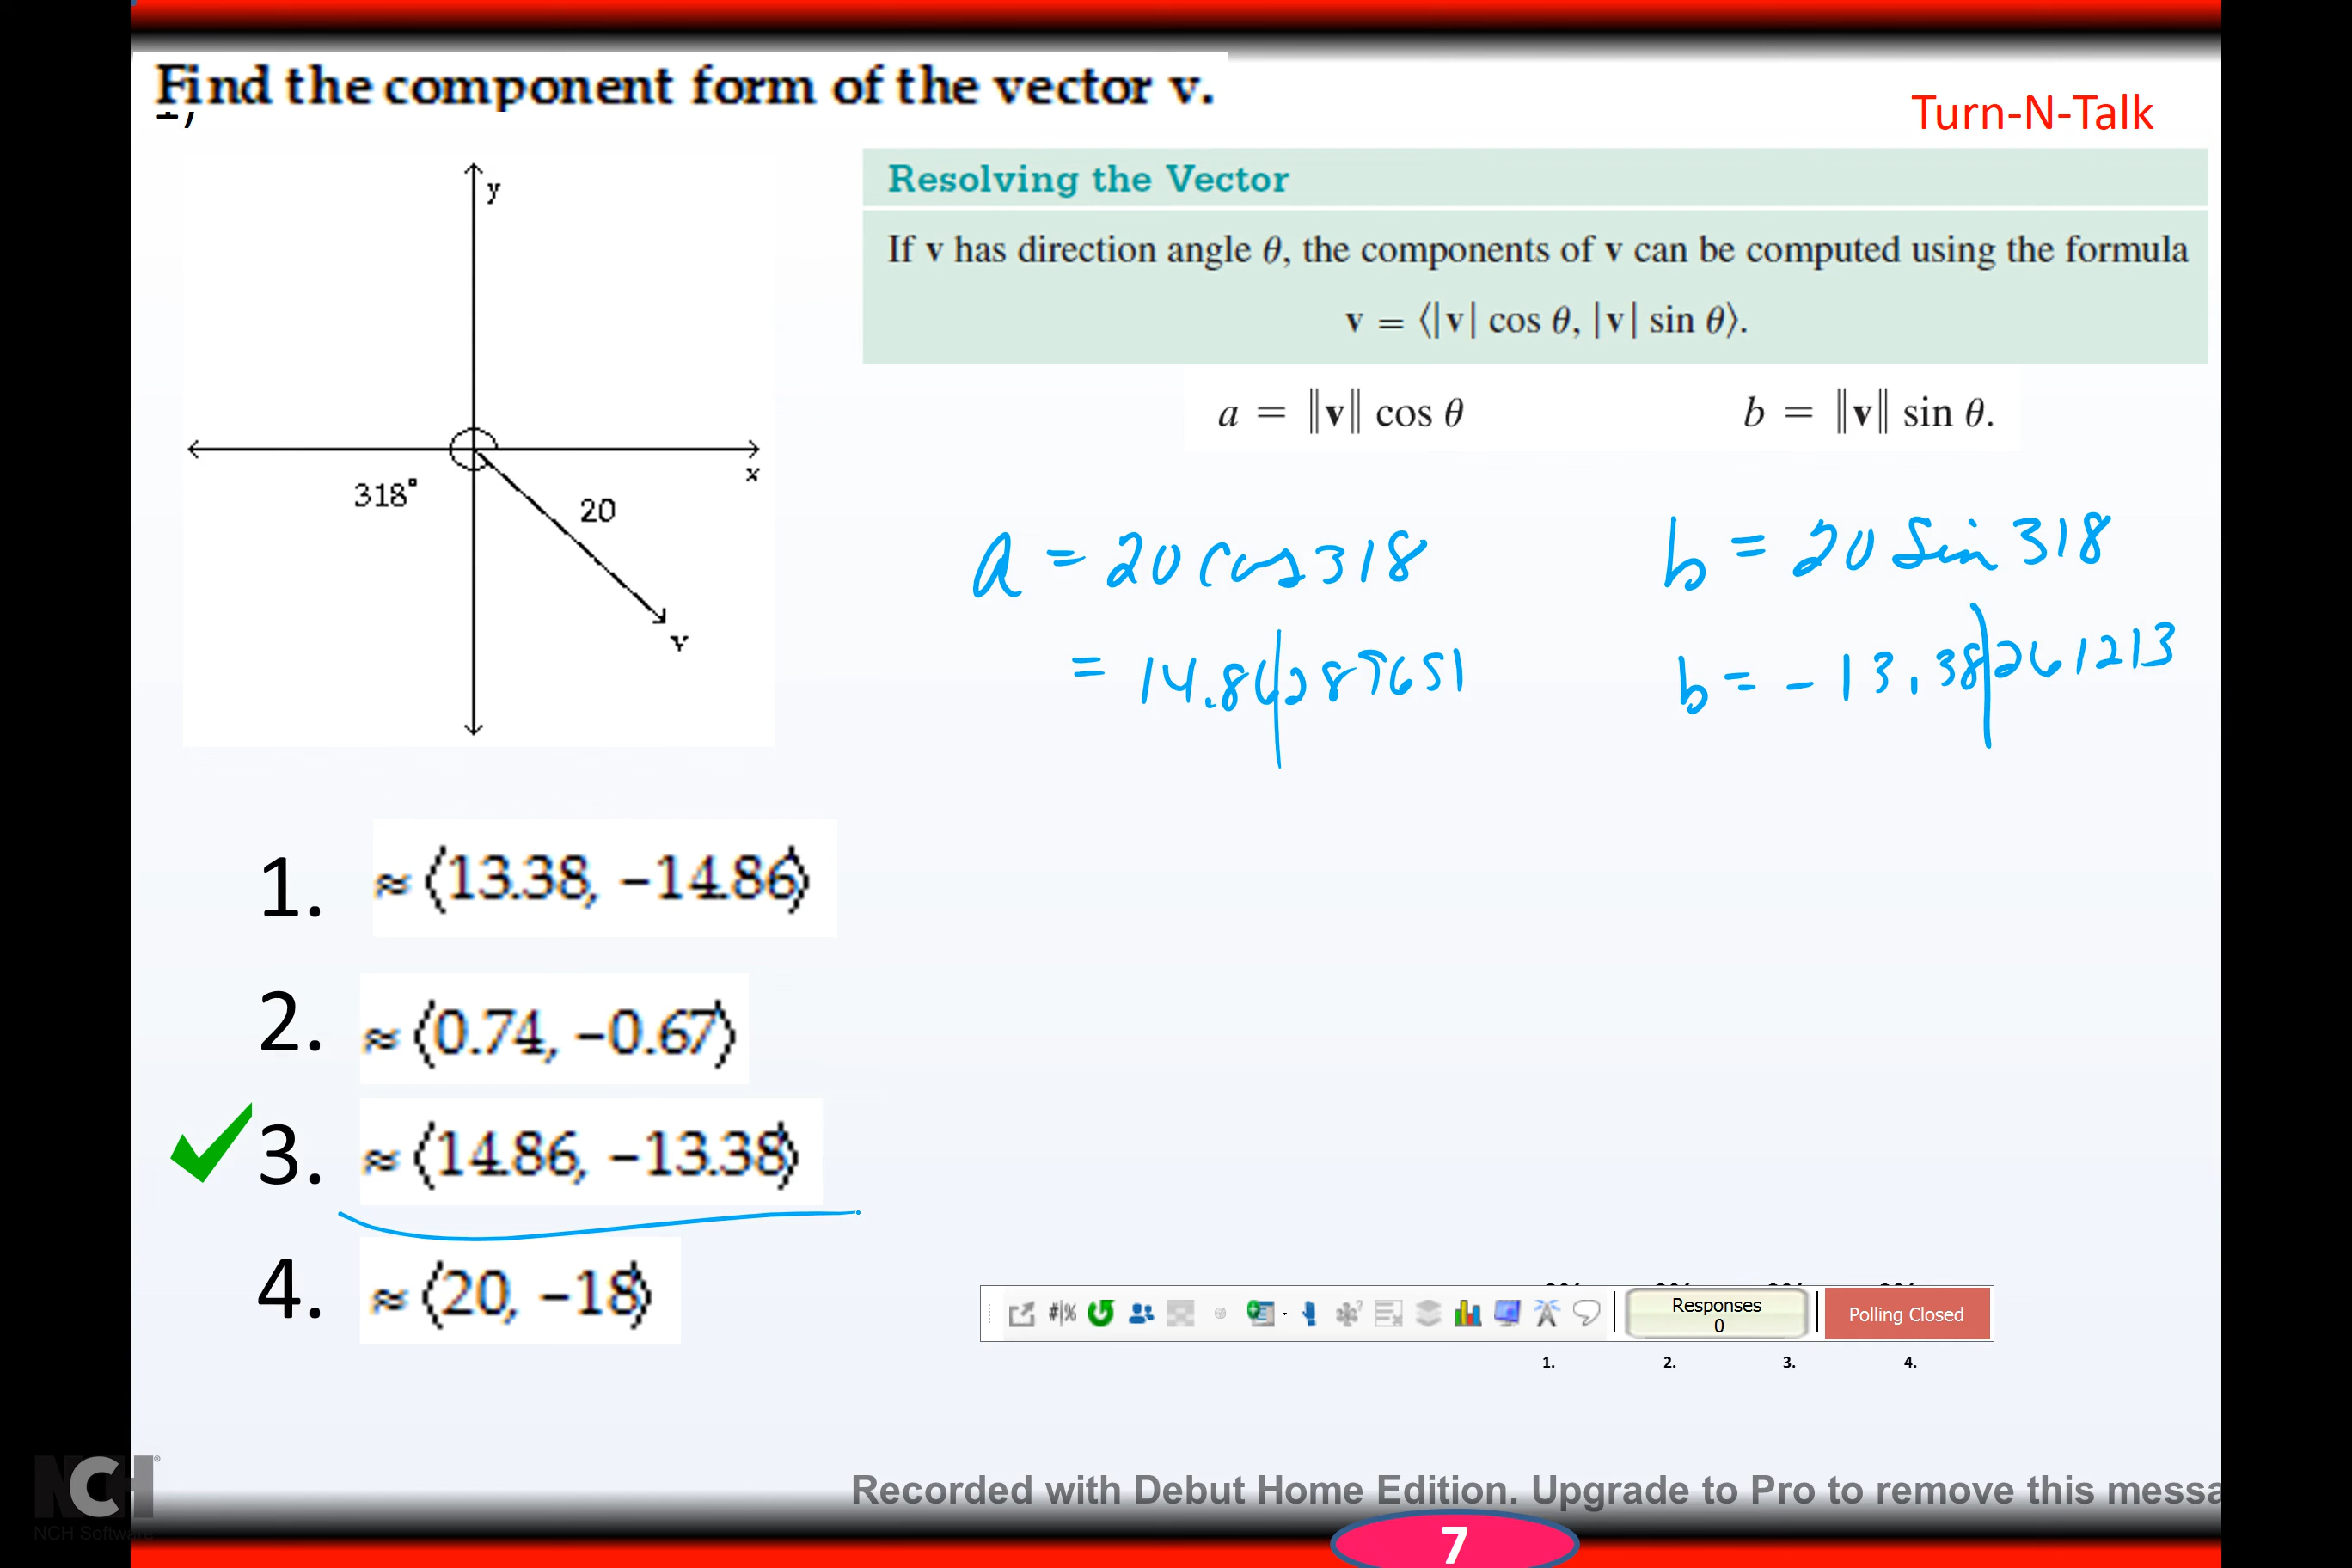 Find the component form of the vector v.
Turn-N-Talk
y
x
318°
20
v
Resolving the Vector
If v has direction angle θ, the components of v can be computed using the formula
v = ⟨|v| cos θ, |v| sin θ⟩.
a = ‖v‖ cos θ
b = ‖v‖ sin θ.
a = 20 cos 318
= 14.86287651
b = 20 Sin 318
b = -13.38261213
1. ≈ ⟨13.38, −14.86⟩
2. ≈ ⟨0.74, −0.67⟩
3. ≈ ⟨14.86, −13.38⟩
4. ≈ ⟨20, −18⟩
#|%
Responses
0
Polling Closed
1. 2. 3. 4.
NCH®
NCH Software
Recorded with Debut Home Edition. Upgrade to Pro to remove this messa
7